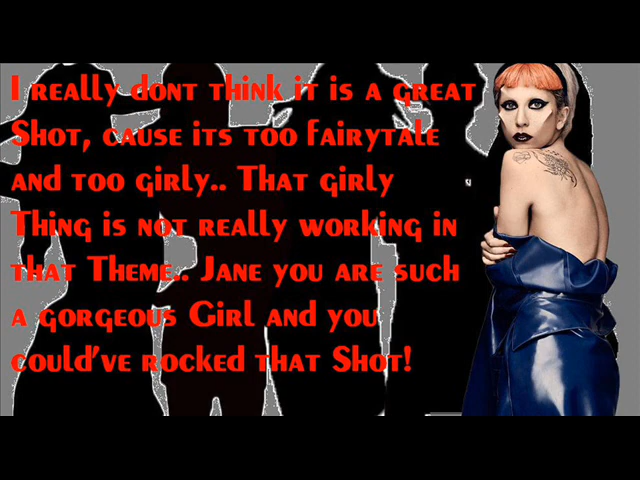 I really dont think it is a great
Shot, cause its too fairytale
and too girly.. That girly
Thing is not really working in
that Theme.. Jane you are such
a gorgeous Girl and you
could've rocked that Shot!